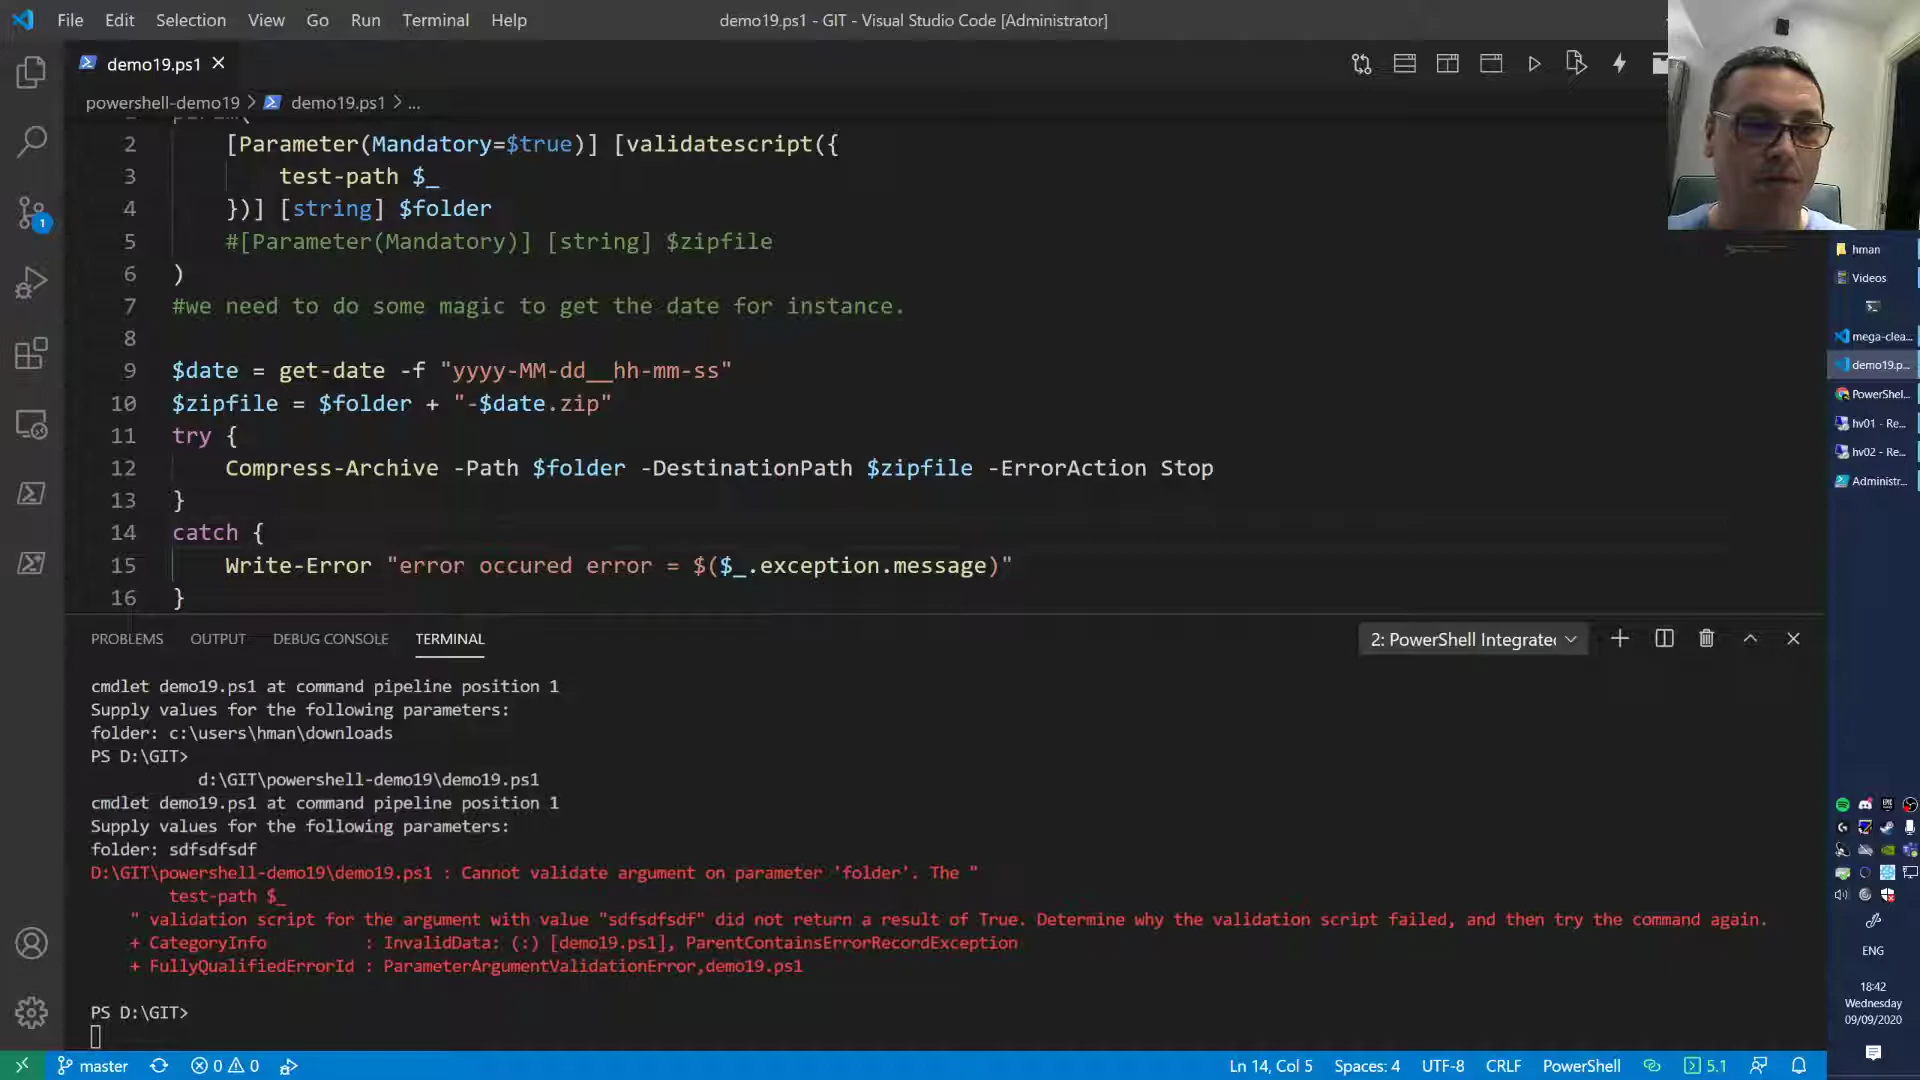 File Edit Selection View Go Run Terminal Help
demo19.ps1 - GIT - Visual Studio Code [Administrator]
demo19.ps1
powershell-demo19 > demo19.ps1 > ...
2 [Parameter(Mandatory=$true)] [validatescript({
3 test-path $_
4 })] [string] $folder
5 #[Parameter(Mandatory)] [string] $zipfile
6 )
7 #we need to do some magic to get the date for instance.
8
9 $date = get-date -f "yyyy-MM-dd__hh-mm-ss"
10 $zipfile = $folder + "-$date.zip"
11 try {
12 Compress-Archive -Path $folder -DestinationPath $zipfile -ErrorAction Stop
13 }
14 catch {
15 Write-Error "error occured error = $($_.exception.message)"
16 }
PROBLEMS OUTPUT DEBUG CONSOLE TERMINAL
2: PowerShell Integrated
cmdlet demo19.ps1 at command pipeline position 1
Supply values for the following parameters:
folder: c:\users\hman\downloads
PS D:\GIT>
d:\GIT\powershell-demo19\demo19.ps1
cmdlet demo19.ps1 at command pipeline position 1
Supply values for the following parameters:
folder: sdfsdfsdf
D:\GIT\powershell-demo19\demo19.ps1 : Cannot validate argument on parameter 'folder'. The "
test-path $_
" validation script for the argument with value "sdfsdfsdf" did not return a result of True. Determine why the validation script failed, and then try the command again.
+ CategoryInfo : InvalidData: (:) [demo19.ps1], ParentContainsErrorRecordException
+ FullyQualifiedErrorId : ParameterArgumentValidationError,demo19.ps1
PS D:\GIT>
master 0 0
Ln 14, Col 5 Spaces: 4 UTF-8 CRLF PowerShell 5.1
hman
Videos
mega-clea...
demo19.p...
PowerShel...
hv01 - Re...
hv02 - Re...
Administr...
ENG
18:42
Wednesday
09/09/2020
1